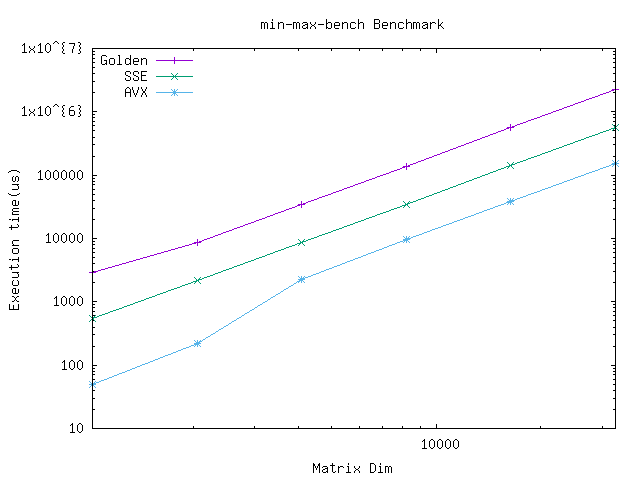 min-max-bench Benchmark
1x10^{7}
Golden
SSE
AVX
1x10^{6}
100000
10000
1000
100
10
Execution time(us)
10000
Matrix Dim